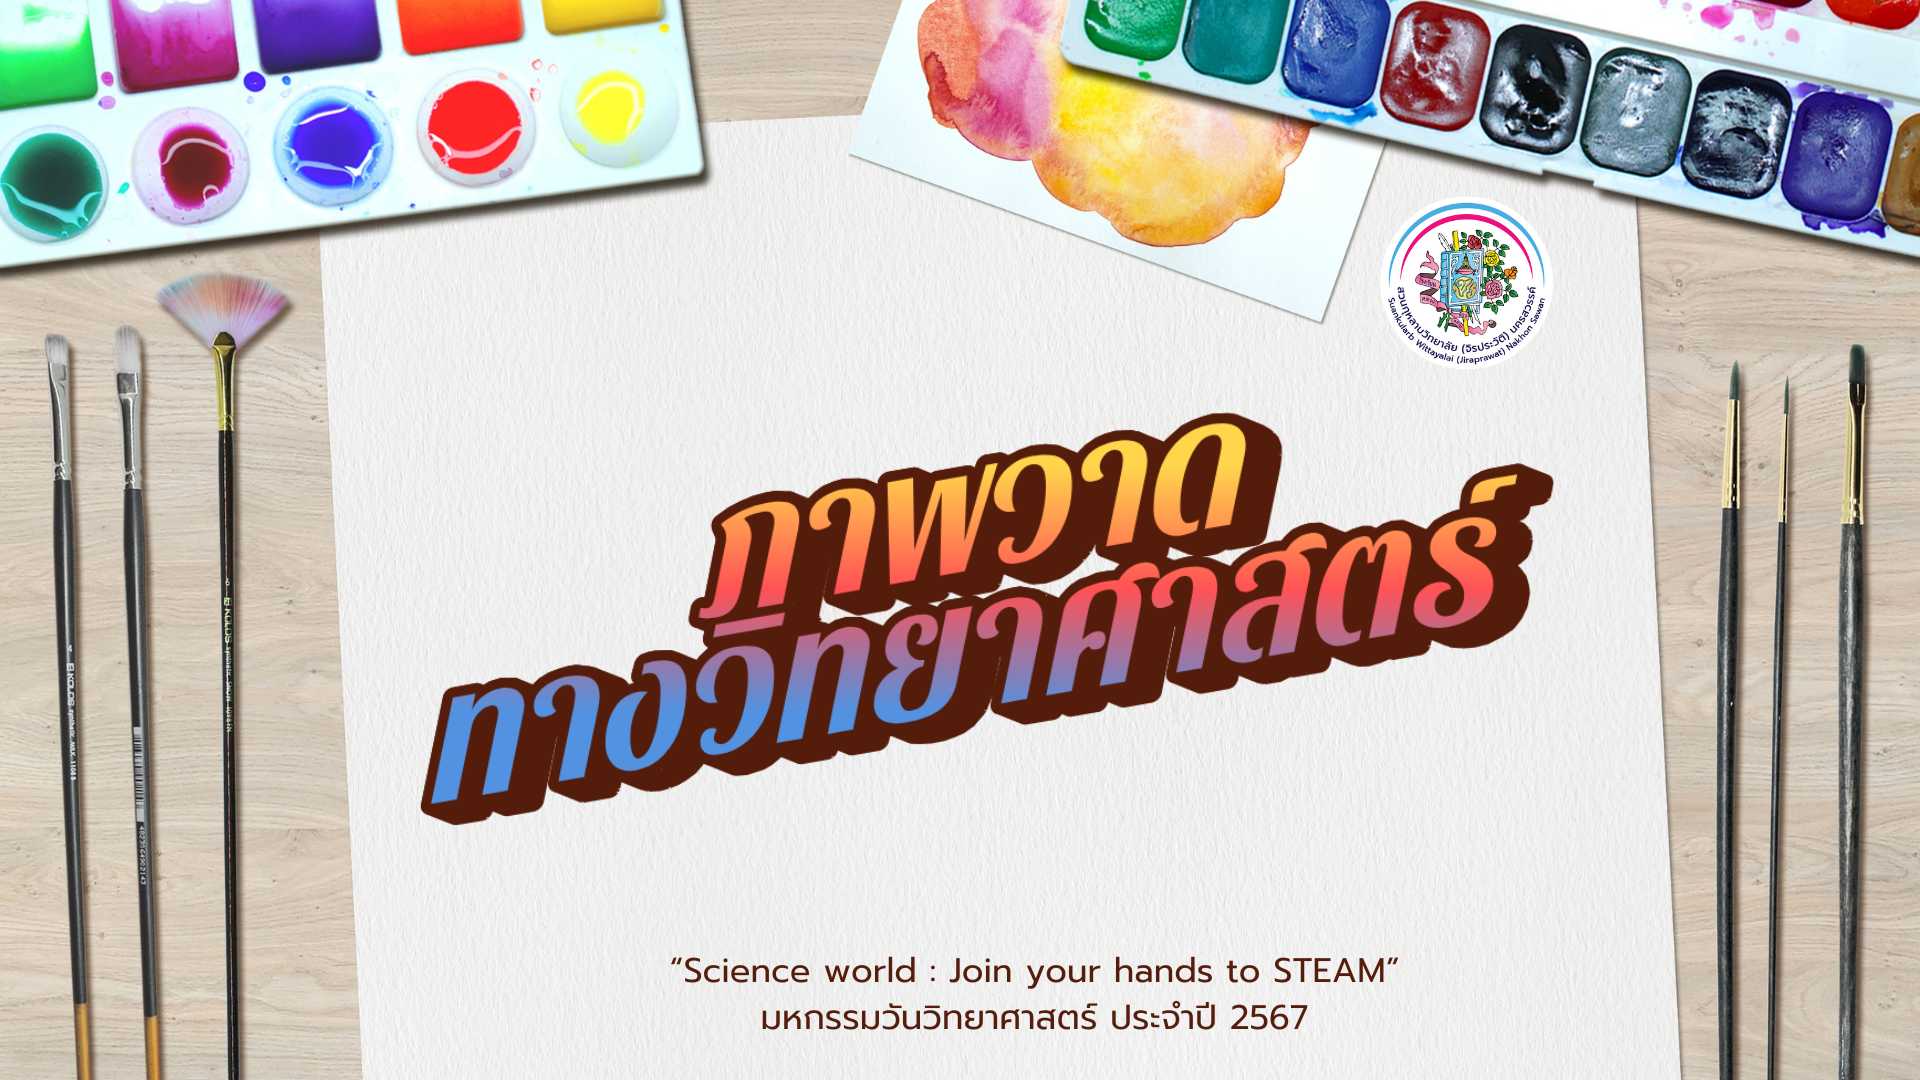 สวนกุหลาบวิทยาลัย (จิรประวัติ) นครสวรรค์
Suankularb Wittayalai (Jiraprawat) Nakhon Sawan
ภาพวาด
ทางวิทยาศาสตร์
“Science world : Join your hands to STEAM”
มหกรรมวันวิทยาศาสตร์ ประจำปี 2567
KOLOS
KOLOS